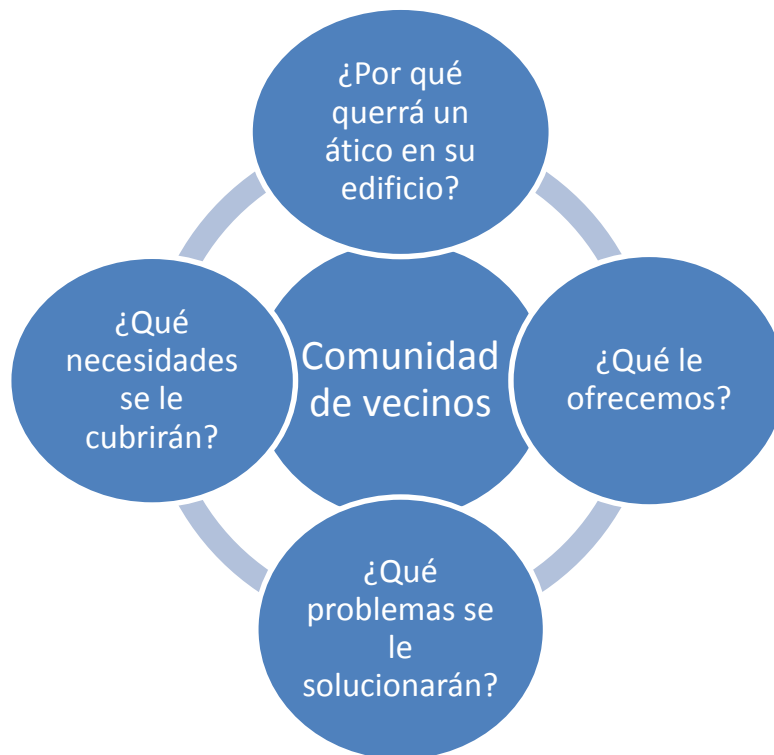 ¿Por qué
querrá un
ático en su
edificio?
¿Qué
necesidades
se le
cubrirán?
Comunidad
de vecinos
¿Qué le
ofrecemos?
¿Qué
problemas se
le
solucionarán?